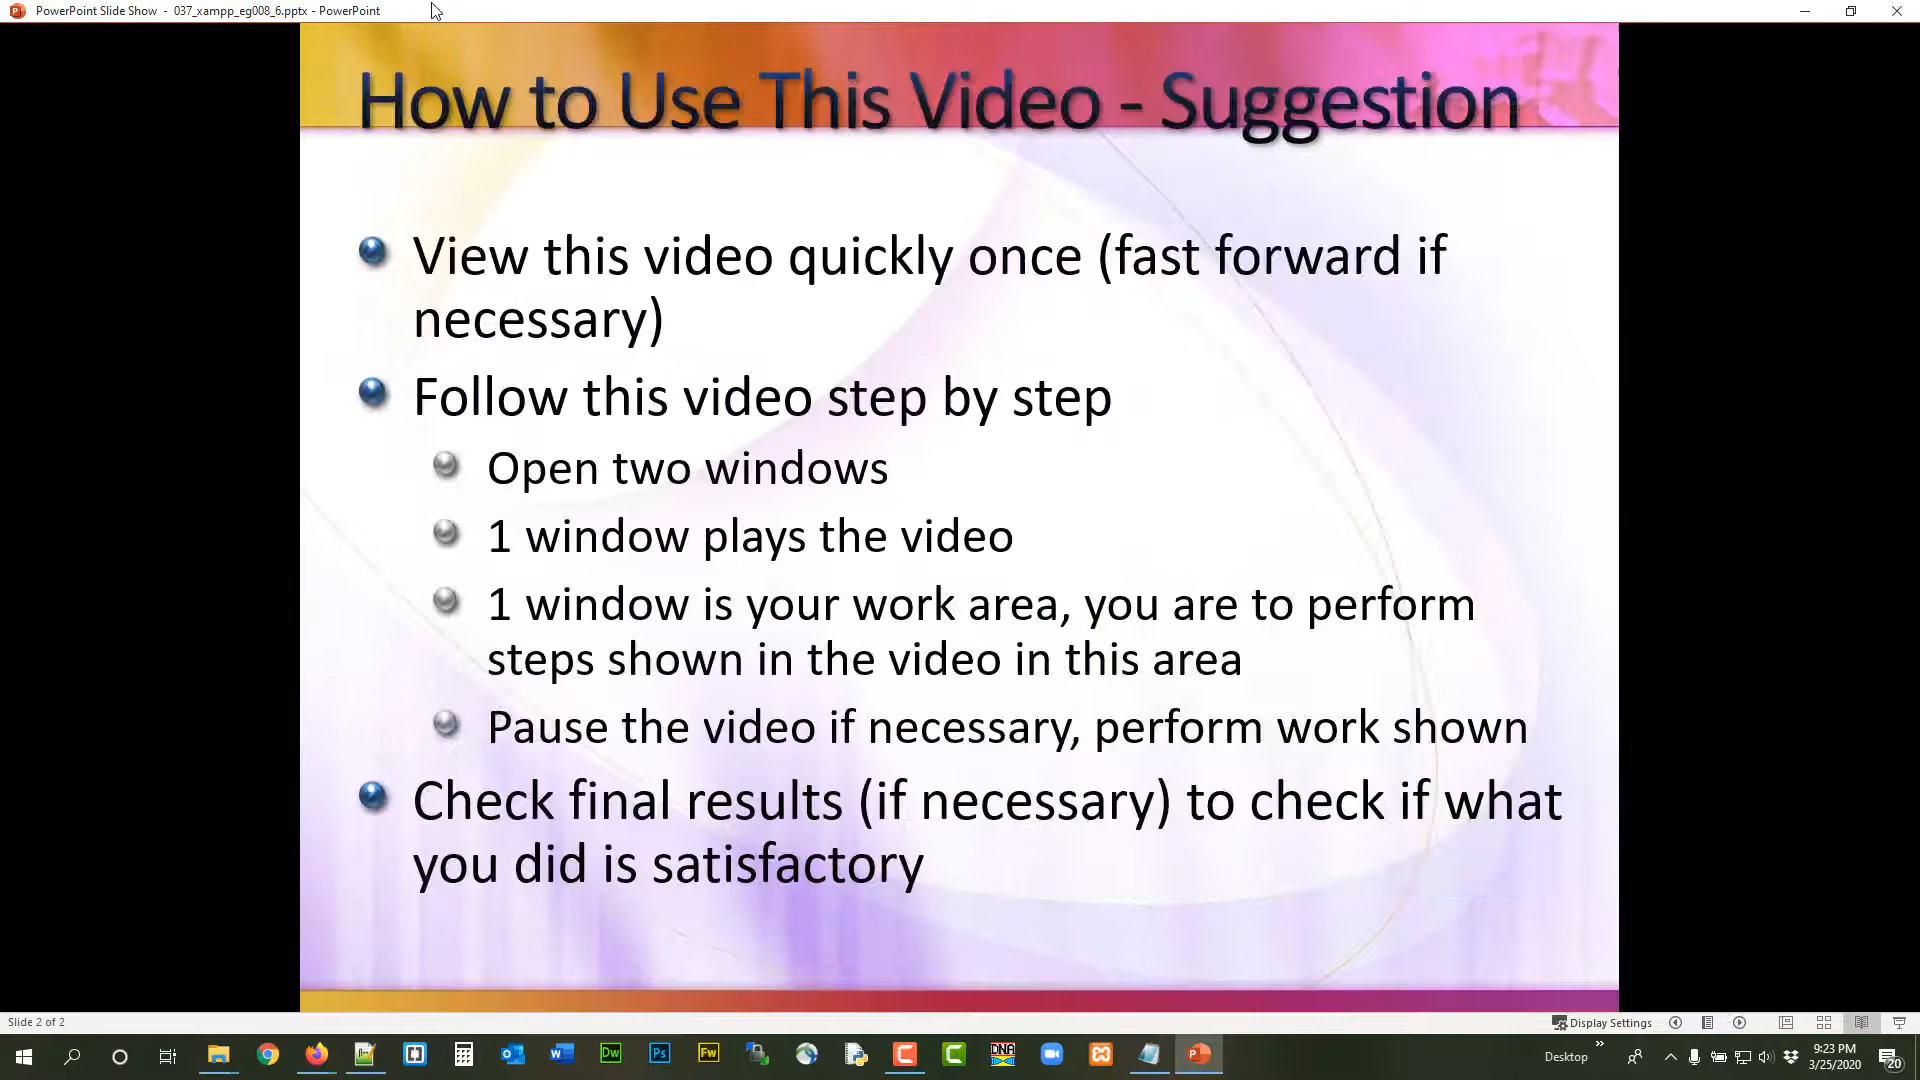 PowerPoint Slide Show - 037_xampp_eg008_6.pptx - PowerPoint
How to Use This Video - Suggestion
View this video quickly once (fast forward if
necessary)
Follow this video step by step
Open two windows
1 window plays the video
1 window is your work area, you are to perform
steps shown in the video in this area
Pause the video if necessary, perform work shown
Check final results (if necessary) to check if what
you did is satisfactory
Slide 2 of 2
Display Settings
Dw
Ps
Fw
DNA
Desktop
9:23 PM
3/25/2020
20